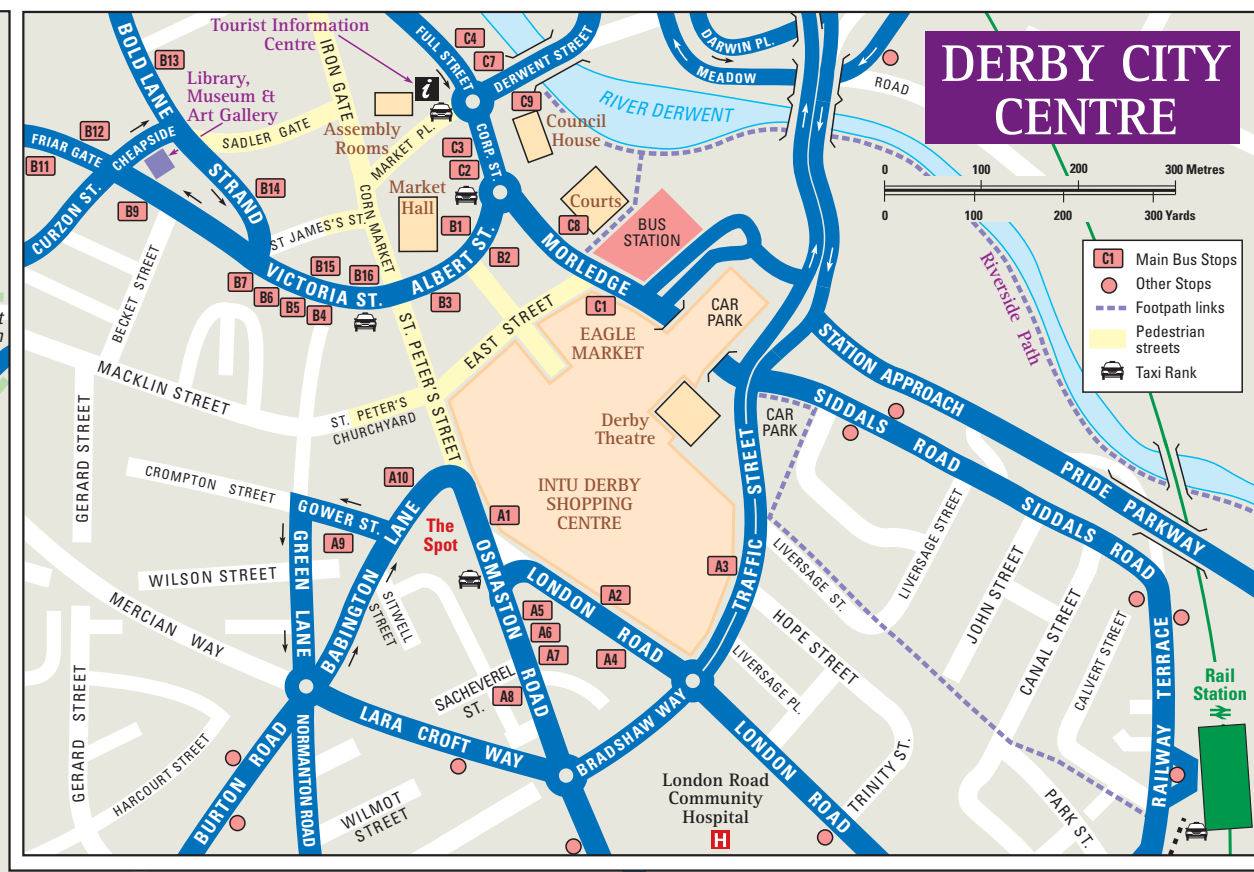 DERBY CITY
CENTRE
0 100 200 300 Metres
0 100 200 300 Yards
C1 Main Bus Stops
Other Stops
Footpath links
Pedestrian
streets
Taxi Rank
Tourist Information
Centre
i
Library,
Museum &
Art Gallery
BOLD LANE
B13
IRON GATE
FULL STREET
C4
C7
DERWENT STREET
DARWIN PL.
MEADOW
ROAD
RIVER DERWENT
B12
FRIAR GATE
B11
CHEAPSIDE
SADLER GATE
Assembly
Rooms
MARKET PL.
C9
Council
House
CORP. ST.
C3
C2
CURZON ST.
B9
STRAND
B14
Market
Hall
CORN MARKET
B1
Courts
C8
BUS
STATION
ST JAMES'S ST.
B7
B6
B5
B4
B15
B16
VICTORIA ST.
ALBERT ST.
B2
B3
MORLEDGE
C1
CAR
PARK
EAGLE
MARKET
BECKET STREET
MACKLIN STREET
EAST STREET
ST. PETER'S STREET
ST. PETER'S
CHURCHYARD
Derby
Theatre
CAR
PARK
Riverside Path
STATION APPROACH
PRIDE PARKWAY
SIDDALS ROAD
SIDDALS ROAD
GERARD STREET
CROMPTON STREET
A10
GOWER ST.
A9
The
Spot
A1
INTU DERBY
SHOPPING
CENTRE
GREEN LANE
BABINGTON LANE
WILSON STREET
MERCIAN WAY
SITWELL
STREET
OSMASTON ROAD
LONDON ROAD
A2
A3
A5
A6
A7
A4
A8
TRAFFIC STREET
LIVERSAGE ST.
LIVERSAGE STREET
JOHN STREET
CANAL STREET
CALVERT STREET
HOPE STREET
LIVERSAGE PL.
SACHEVEREL
ST.
GERARD STREET
HARCOURT STREET
BURTON ROAD
NORMANTON ROAD
LARA CROFT WAY
BRADSHAW WAY
WILMOT
STREET
London Road
Community
Hospital
H
LONDON ROAD
TRINITY ST.
PARK ST.
RAILWAY TERRACE
Rail
Station